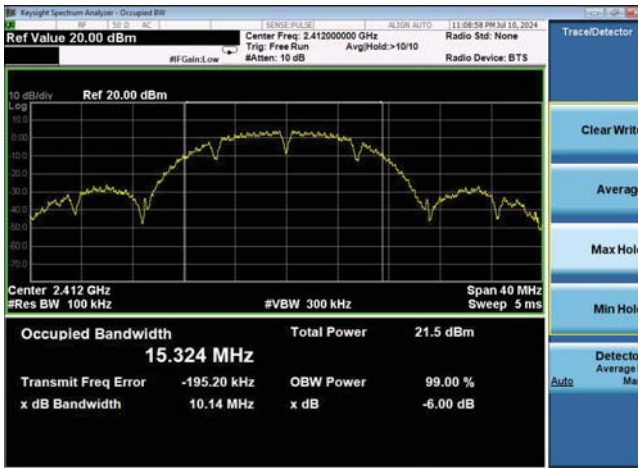 Keysight Spectrum Analyzer - Occupied BW
RF 50 Ω AC SENSE:PULSE ALIGN AUTO 11:08:58 PM Jul 10, 2024
Ref Value 20.00 dBm
Center Freq: 2.412000000 GHz
Radio Std: None
Trig: Free Run Avg|Hold:>10/10
#IFGain:Low #Atten: 10 dB Radio Device: BTS
Trace/Detector
10 dB/div Ref 20.00 dBm
Log
10.0
0.00
-10.0
-20.0
-30.0
-40.0
-50.0
-60.0
-70.0
Center 2.412 GHz Span 40 MHz
#Res BW 100 kHz #VBW 300 kHz Sweep 5 ms
Occupied Bandwidth Total Power 21.5 dBm
15.324 MHz
Transmit Freq Error -195.20 kHz OBW Power 99.00 %
x dB Bandwidth 10.14 MHz x dB -6.00 dB
Clear Writ
Averag
Max Hol
Min Hol
Detecto
Average
Auto Ma